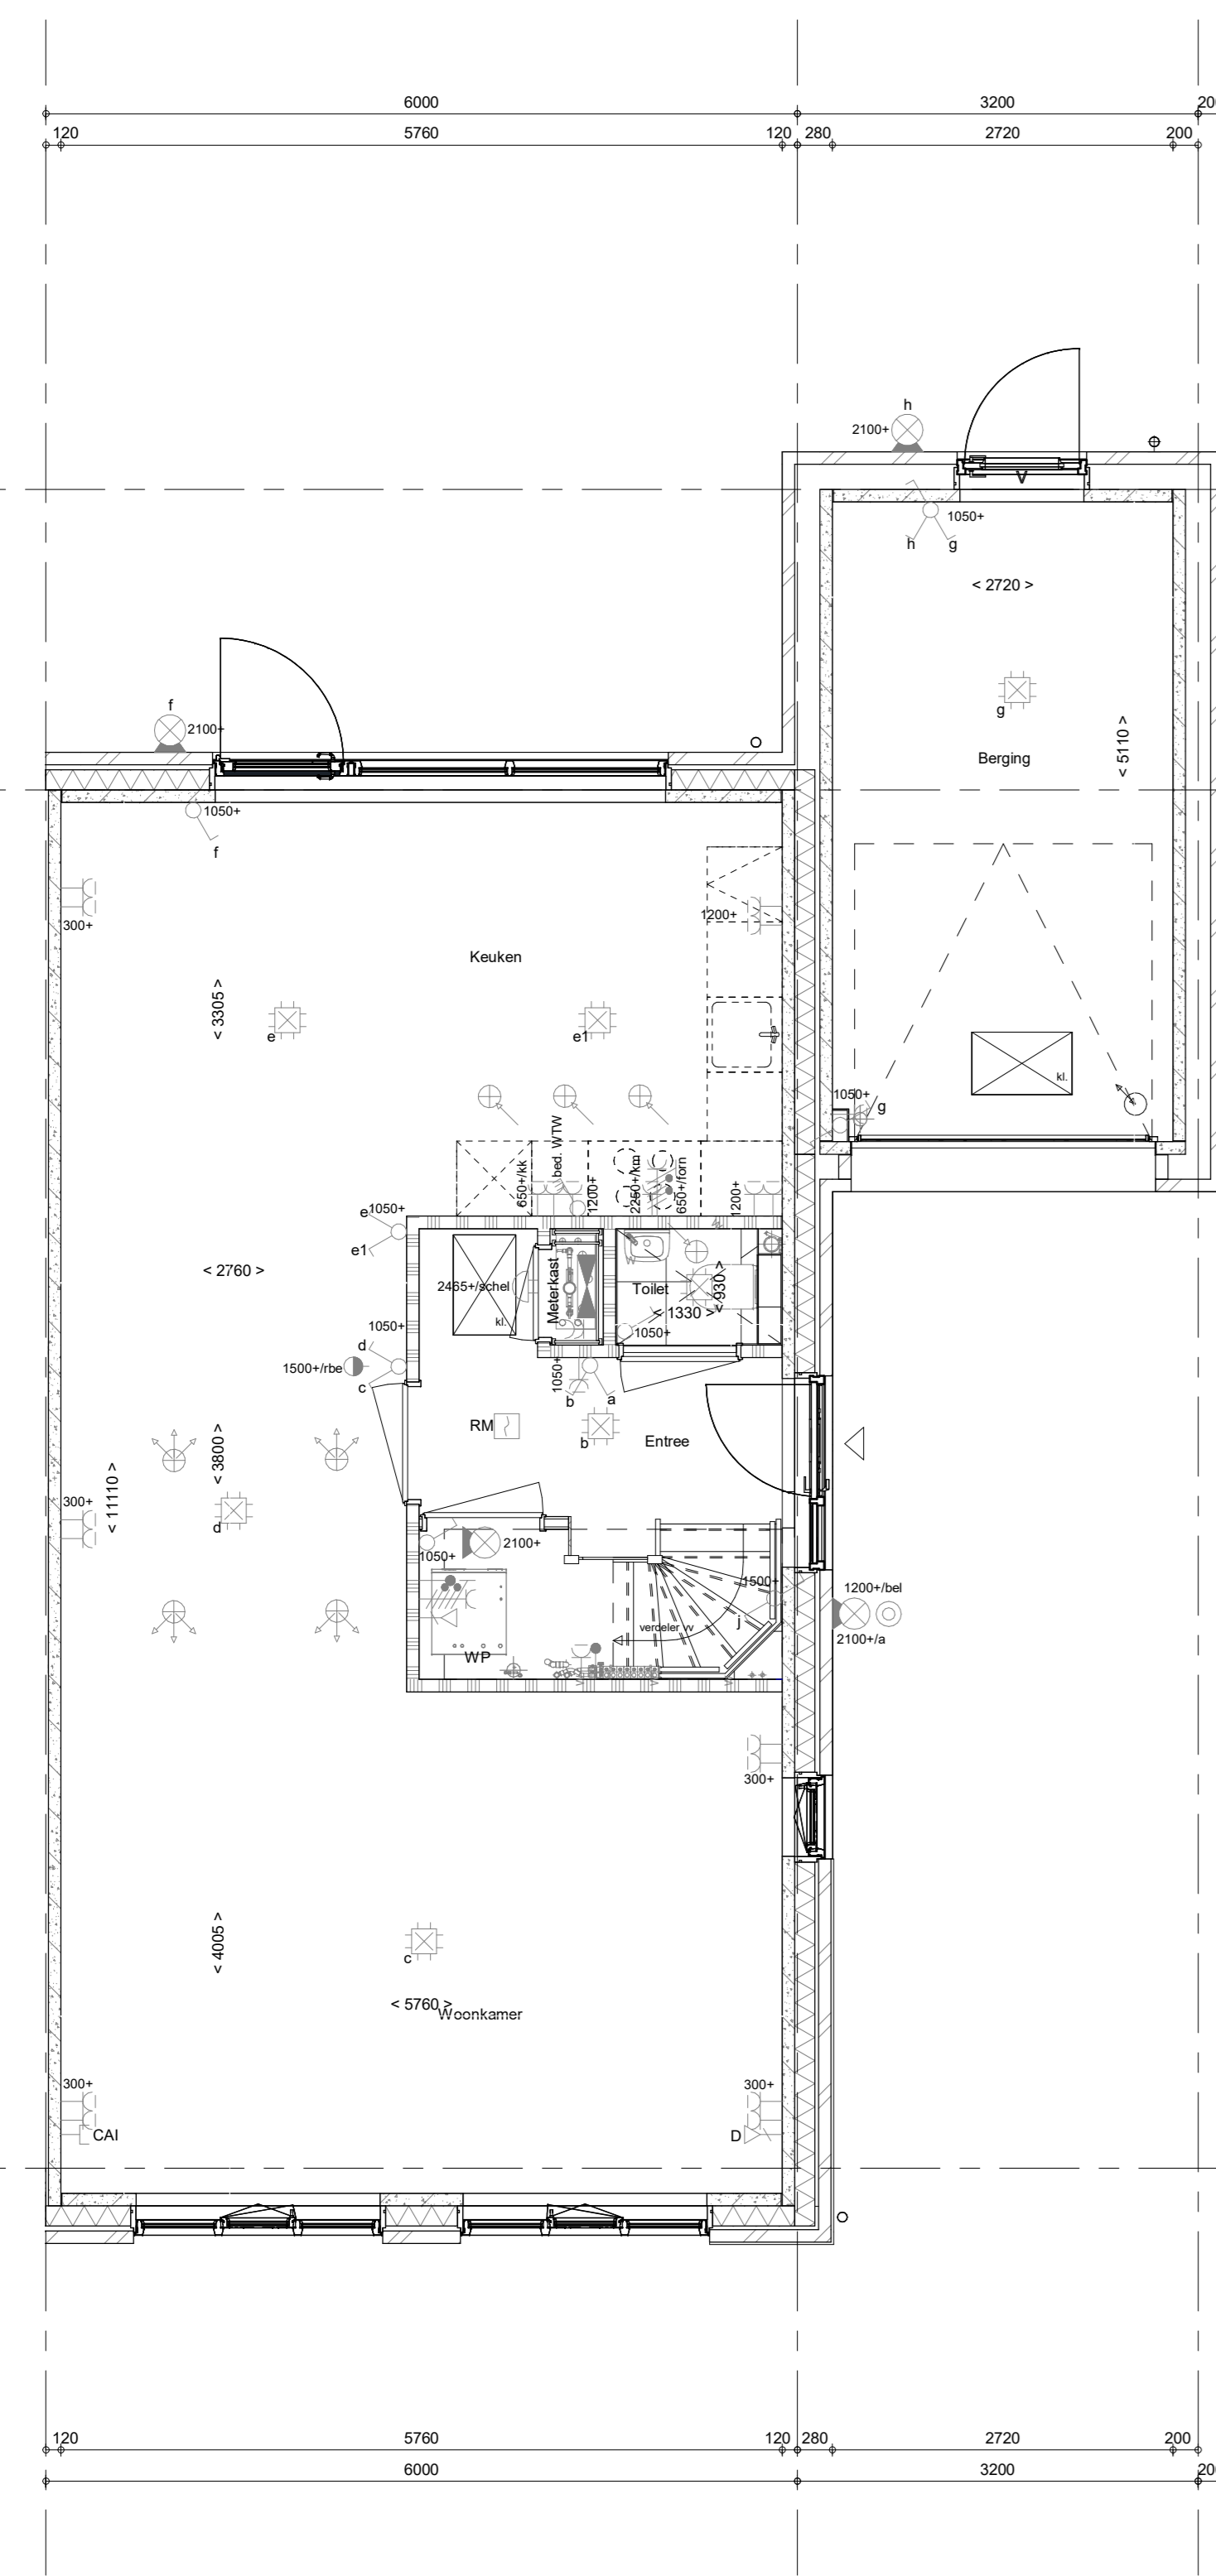 6000
3200
200
120
5760
120
280
2720
200
h
2100+
V
1050+
h
g
< 2720 >
g
< 5110 >
Berging
f
2100+
1050+
f
300+
1200+
Keuken
< 3305 >
e
e1
kl.
1050+
g
650+/kk
bed. WTW
1200+
2250+/km
650+/forn
1200+
e
1050+
e1
< 2760 >
2465+/schel
kl.
Meterkast
Toilet
W
< 1330 >
< 930 >
1050+
1050+
d
c
1500+/rbe
1050+
b
a
RM
b
Entree
< 11110 >
< 3800 >
300+
d
1050+
2100+
1500+
verdeler vv
j
WP
1200+/bel
2100+/a
300+
< 4005 >
c
< 5760 >
Woonkamer
300+
CAI
300+
D
120
5760
120
280
2720
200
6000
3200